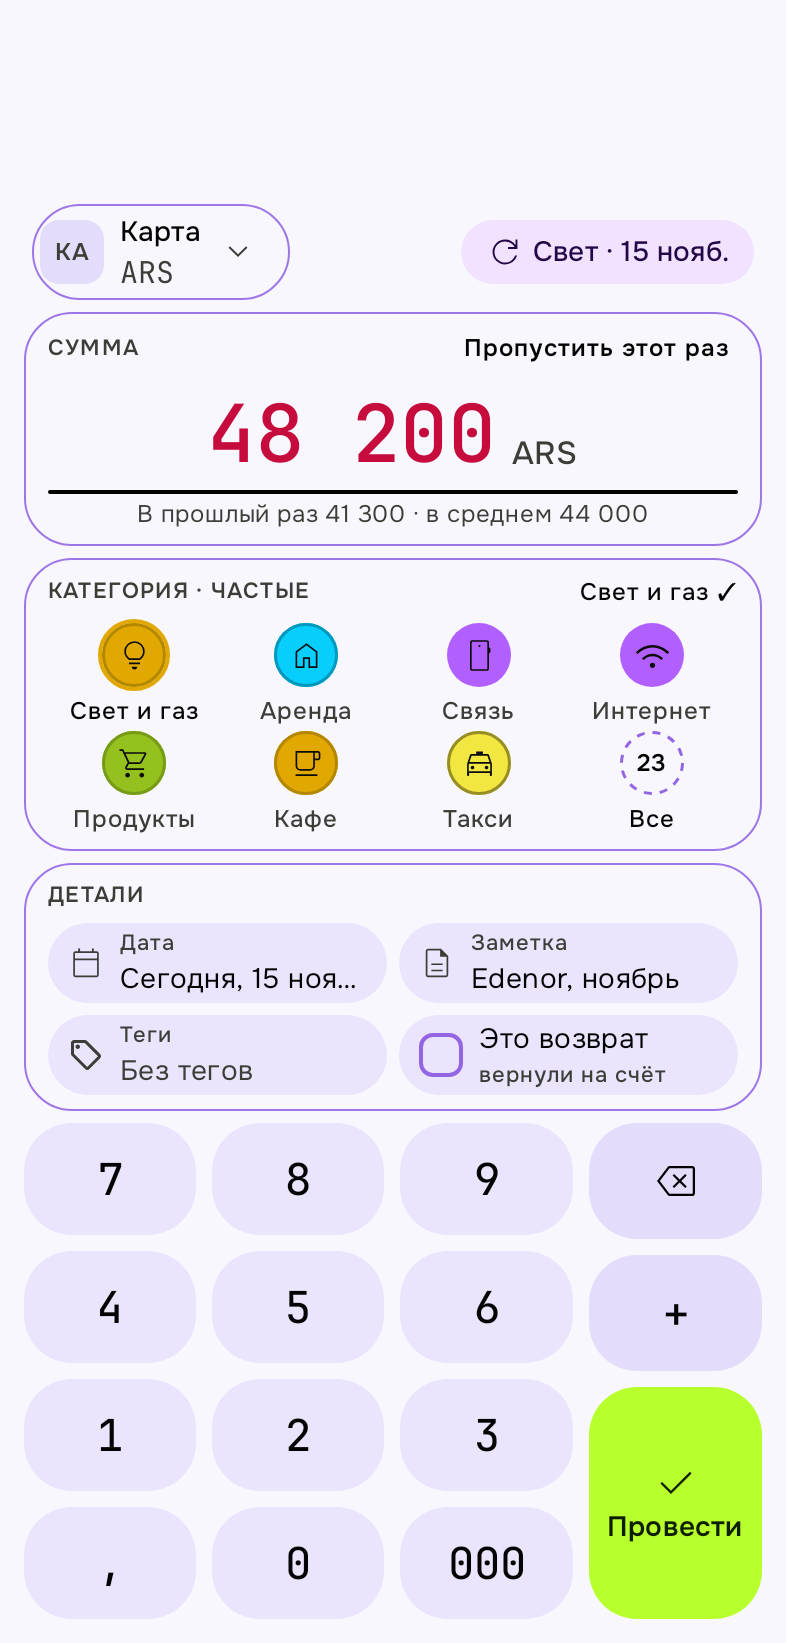 КА
Карта
ARS
Свет · 15 нояб.
СУММА
Пропустить этот раз
48 200 ARS
В прошлый раз 41 300 · в среднем 44 000
КАТЕГОРИЯ · ЧАСТЫЕ
Свет и газ ✓
Свет и газ
Аренда
Связь
Интернет
23
Продукты
Кафе
Такси
Все
ДЕТАЛИ
Дата
Сегодня, 15 ноя...
Заметка
Edenor, ноябрь
Теги
Без тегов
Это возврат
вернули на счёт
7 8 9
4 5 6 +
1 2 3
Провести
, 0 000